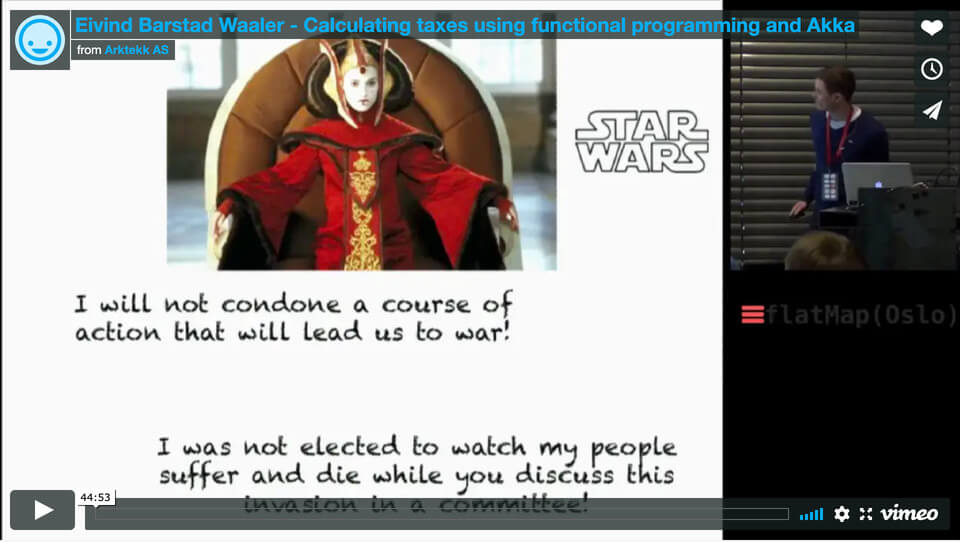 Eivind Barstad Waaler - Calculating taxes using functional programming and Akka
from Arktekk AS
STAR
WARS
I will not condone a course of
action that will lead us to war!
flatMap(Oslo)
I was not elected to watch my people
suffer and die while you discuss this
invasion in a committee!
44:53
vimeo